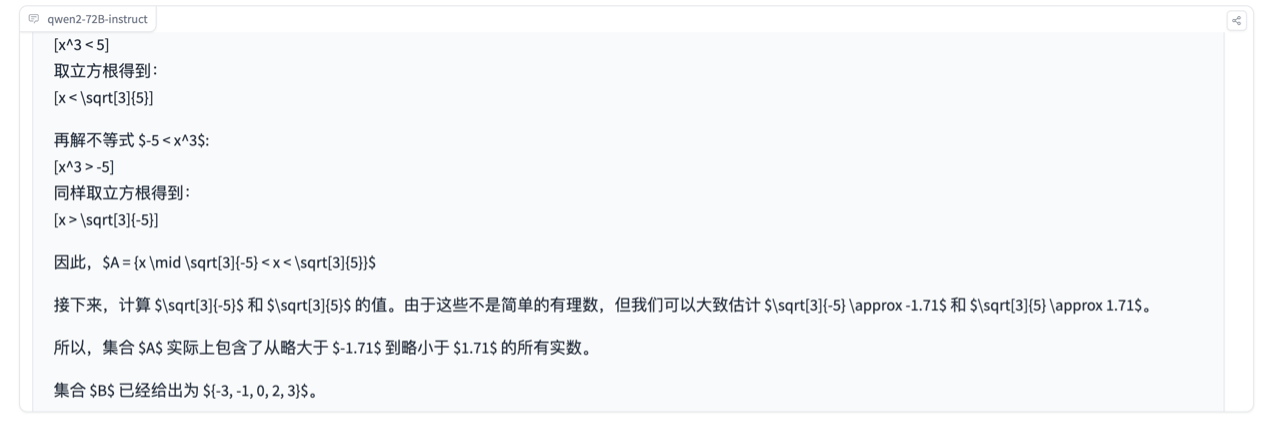 qwen2-72B-instruct
[x^3 < 5]
取立方根得到：
[x < \sqrt[3]{5}]
再解不等式 $-5 < x^3$:
[x^3 > -5]
同样取立方根得到：
[x > \sqrt[3]{-5}]
因此，$A = {x \mid \sqrt[3]{-5} < x < \sqrt[3]{5}}$
接下来，计算 $\sqrt[3]{-5}$ 和 $\sqrt[3]{5}$ 的值。由于这些不是简单的有理数，但我们可以大致估计 $\sqrt[3]{-5} \approx -1.71$ 和 $\sqrt[3]{5} \approx 1.71$。
所以，集合 $A$ 实际上包含了从略大于 $-1.71$ 到略小于 $1.71$ 的所有实数。
集合 $B$ 已经给出为 ${-3, -1, 0, 2, 3}$。